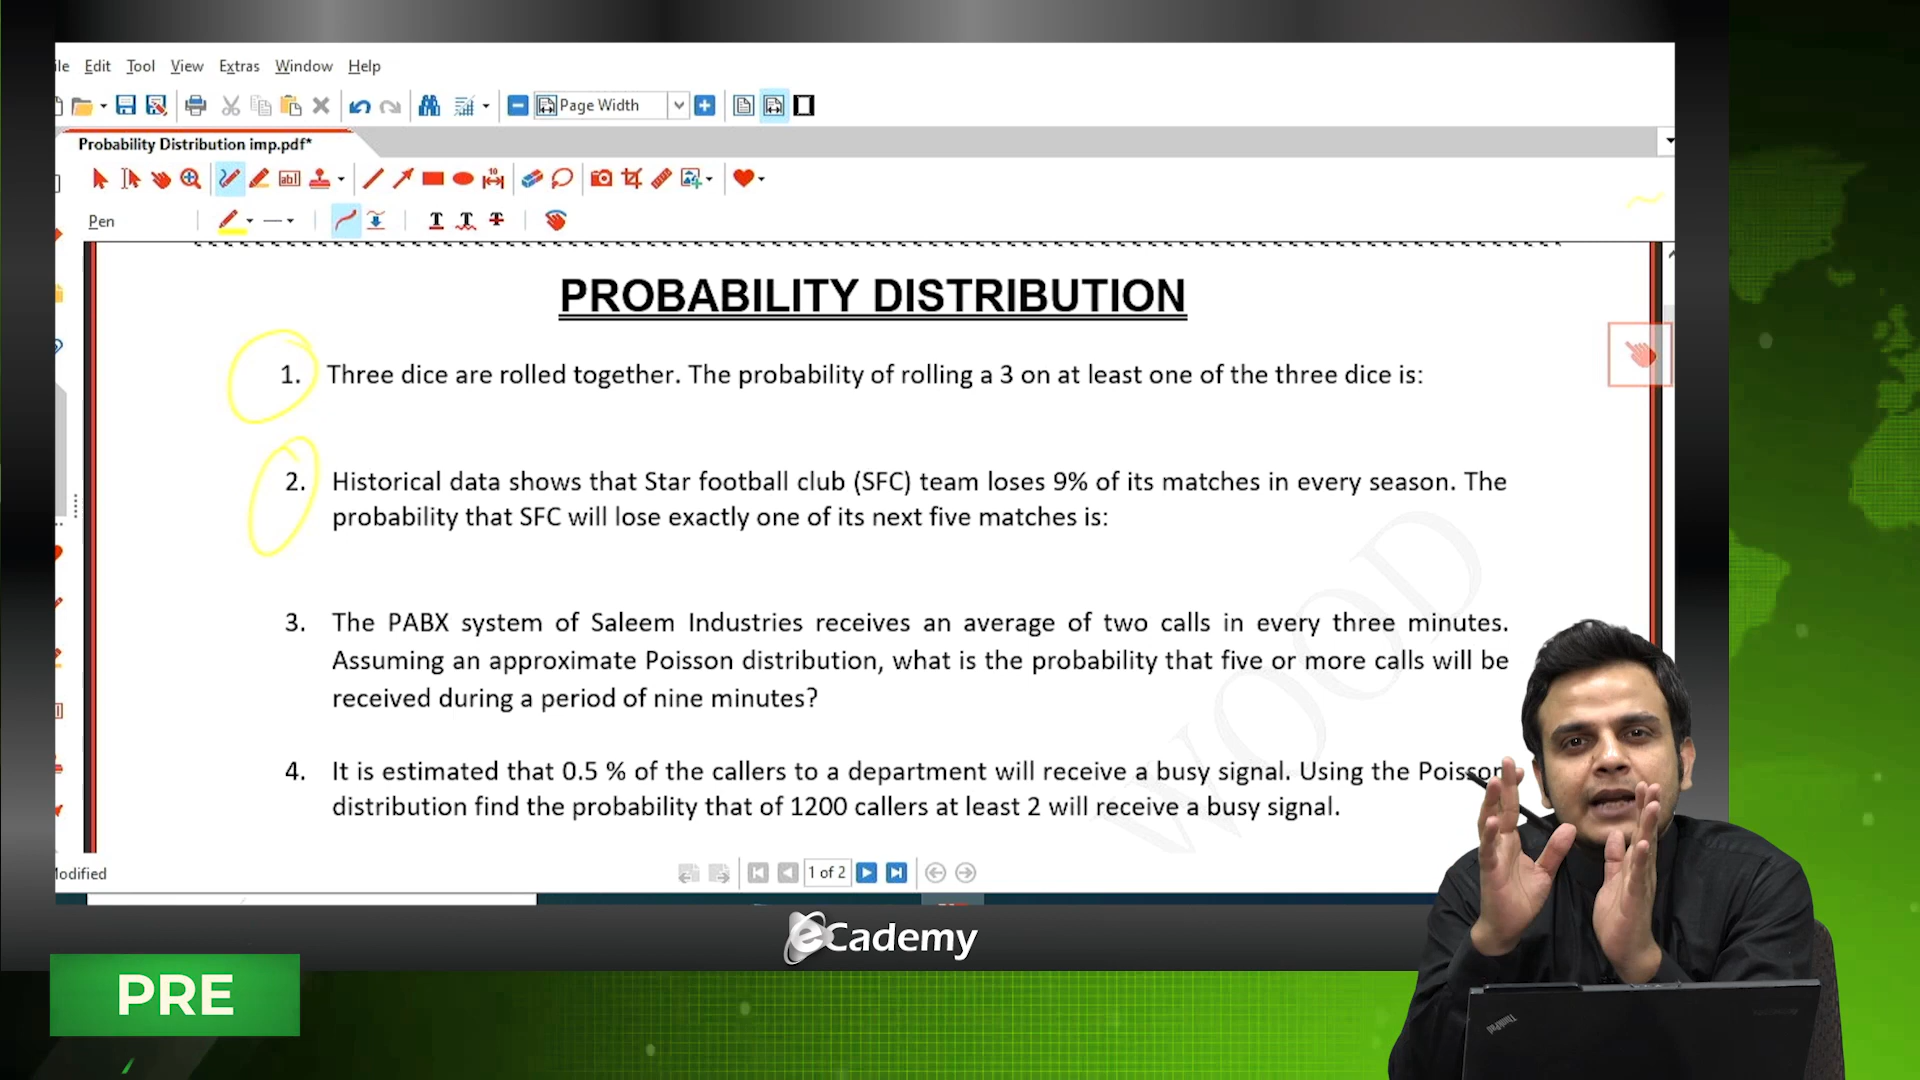 ile Edit Tool View Extras Window Help
Page Width
Probability Distribution imp.pdf*
Pen
PROBABILITY DISTRIBUTION
1. Three dice are rolled together. The probability of rolling a 3 on at least one of the three dice is:
2. Historical data shows that Star football club (SFC) team loses 9% of its matches in every season. The
probability that SFC will lose exactly one of its next five matches is:
3. The PABX system of Saleem Industries receives an average of two calls in every three minutes.
Assuming an approximate Poisson distribution, what is the probability that five or more calls will be
received during a period of nine minutes?
4. It is estimated that 0.5 % of the callers to a department will receive a busy signal. Using the Poisson
distribution find the probability that of 1200 callers at least 2 will receive a busy signal.
WOOD
Modified
1 of 2
eCademy
PRE
ThinkPad